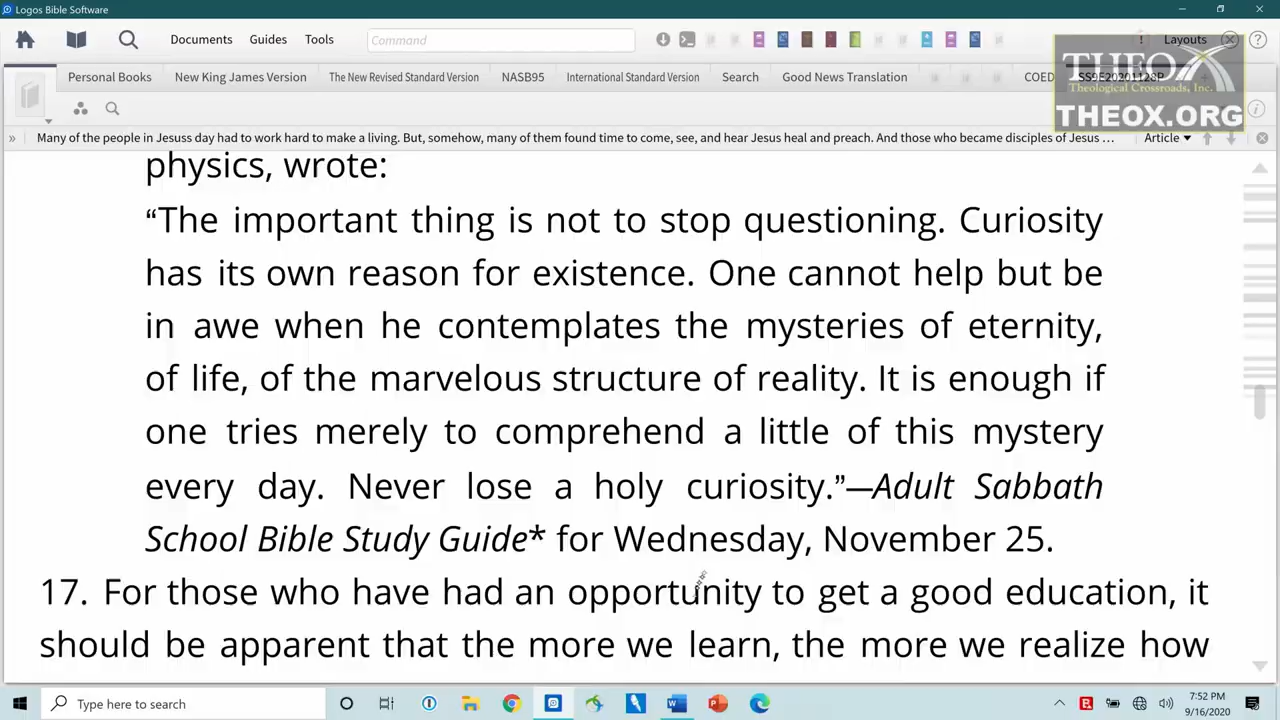 Logos Bible Software
Documents Guides Tools Command Layouts
THEOX
Theological Crossroads, Inc.
THEOX.ORG
Personal Books New King James Version The New Revised Standard Version NASB95 International Standard Version Search Good News Translation COED SS9E20201128P
» Many of the people in Jesuss day had to work hard to make a living. But, somehow, many of them found time to come, see, and hear Jesus heal and preach. And those who became disciples of Jesus ... Article
physics, wrote:
“The important thing is not to stop questioning. Curiosity
has its own reason for existence. One cannot help but be
in awe when he contemplates the mysteries of eternity,
of life, of the marvelous structure of reality. It is enough if
one tries merely to comprehend a little of this mystery
every day. Never lose a holy curiosity.”—Adult Sabbath
School Bible Study Guide* for Wednesday, November 25.
17. For those who have had an opportunity to get a good education, it
should be apparent that the more we learn, the more we realize how
Type here to search
7:52 PM
9/16/2020